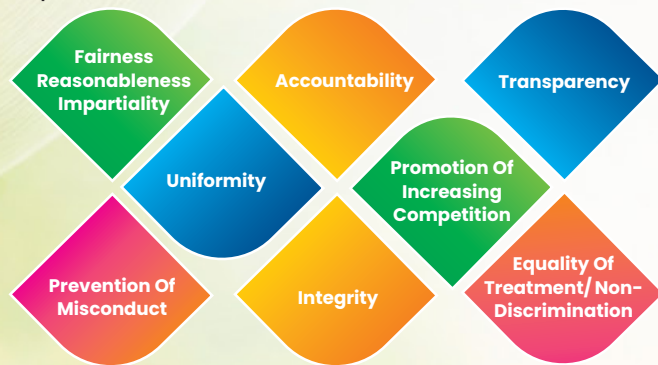 Fairness
Reasonableness
Impartiality
Accountability
Transparency
Uniformity
Promotion Of
Increasing
Competition
Prevention Of
Misconduct
Integrity
Equality Of
Treatment/ Non-
Discrimination